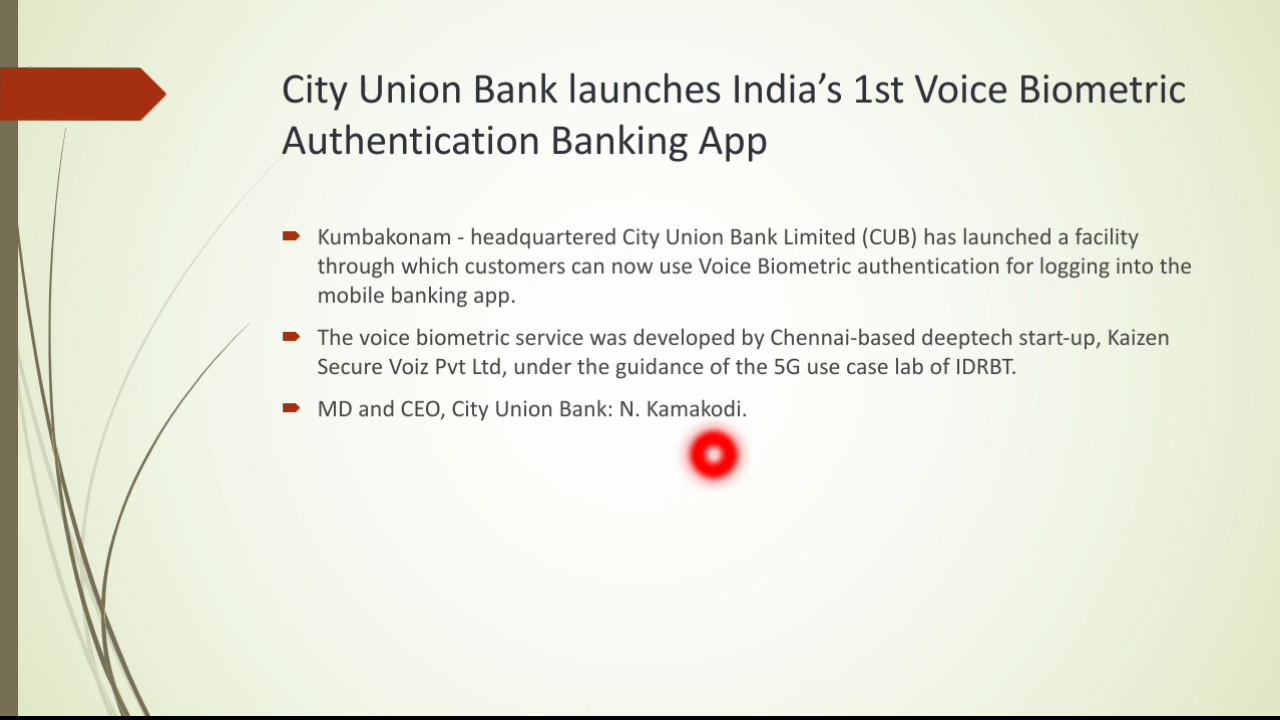 City Union Bank launches India’s 1st Voice Biometric
Authentication Banking App
Kumbakonam - headquartered City Union Bank Limited (CUB) has launched a facility
through which customers can now use Voice Biometric authentication for logging into the
mobile banking app.
The voice biometric service was developed by Chennai-based deeptech start-up, Kaizen
Secure Voiz Pvt Ltd, under the guidance of the 5G use case lab of IDRBT.
MD and CEO, City Union Bank: N. Kamakodi.